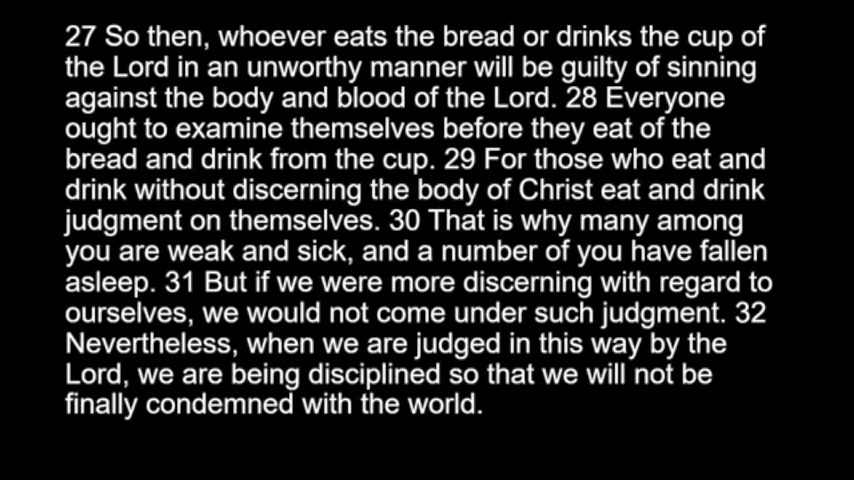 27 So then, whoever eats the bread or drinks the cup of
the Lord in an unworthy manner will be guilty of sinning
against the body and blood of the Lord. 28 Everyone
ought to examine themselves before they eat of the
bread and drink from the cup. 29 For those who eat and
drink without discerning the body of Christ eat and drink
judgment on themselves. 30 That is why many among
you are weak and sick, and a number of you have fallen
asleep. 31 But if we were more discerning with regard to
ourselves, we would not come under such judgment. 32
Nevertheless, when we are judged in this way by the
Lord, we are being disciplined so that we will not be
finally condemned with the world.